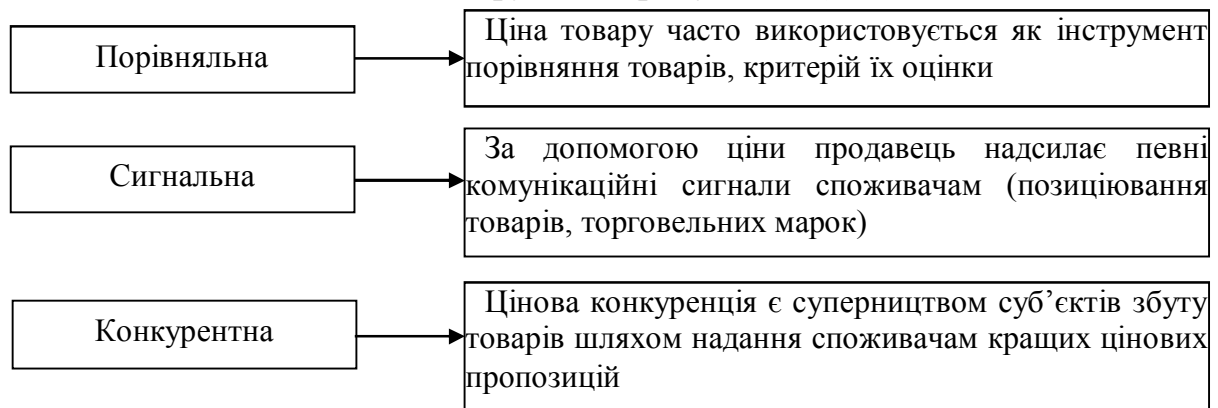 Порівняльна
Ціна товару часто використовується як інструмент
порівняння товарів, критерій їх оцінки
Сигнальна
За допомогою ціни продавець надсилає певні
комунікаційні сигнали споживачам (позиціювання
товарів, торговельних марок)
Конкурентна
Цінова конкуренція є суперництвом суб’єктів збуту
товарів шляхом надання споживачам кращих цінових
пропозицій